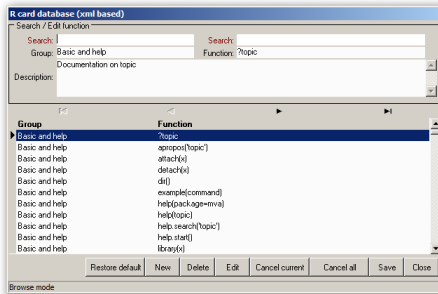 R card database (xml based)
Search / Edit function
Search: Search:
Group: Basic and help Function: ?topic
Description: Documentation on topic
Group Function
Basic and help ?topic
Basic and help apropos('topic')
Basic and help attach(x)
Basic and help detach(x)
Basic and help dir()
Basic and help example(command)
Basic and help help(package=mva)
Basic and help help(topic)
Basic and help help.search('topic')
Basic and help help.start()
Basic and help library(x)
Restore default New Delete Edit Cancel current Cancel all Save Close
Browse mode